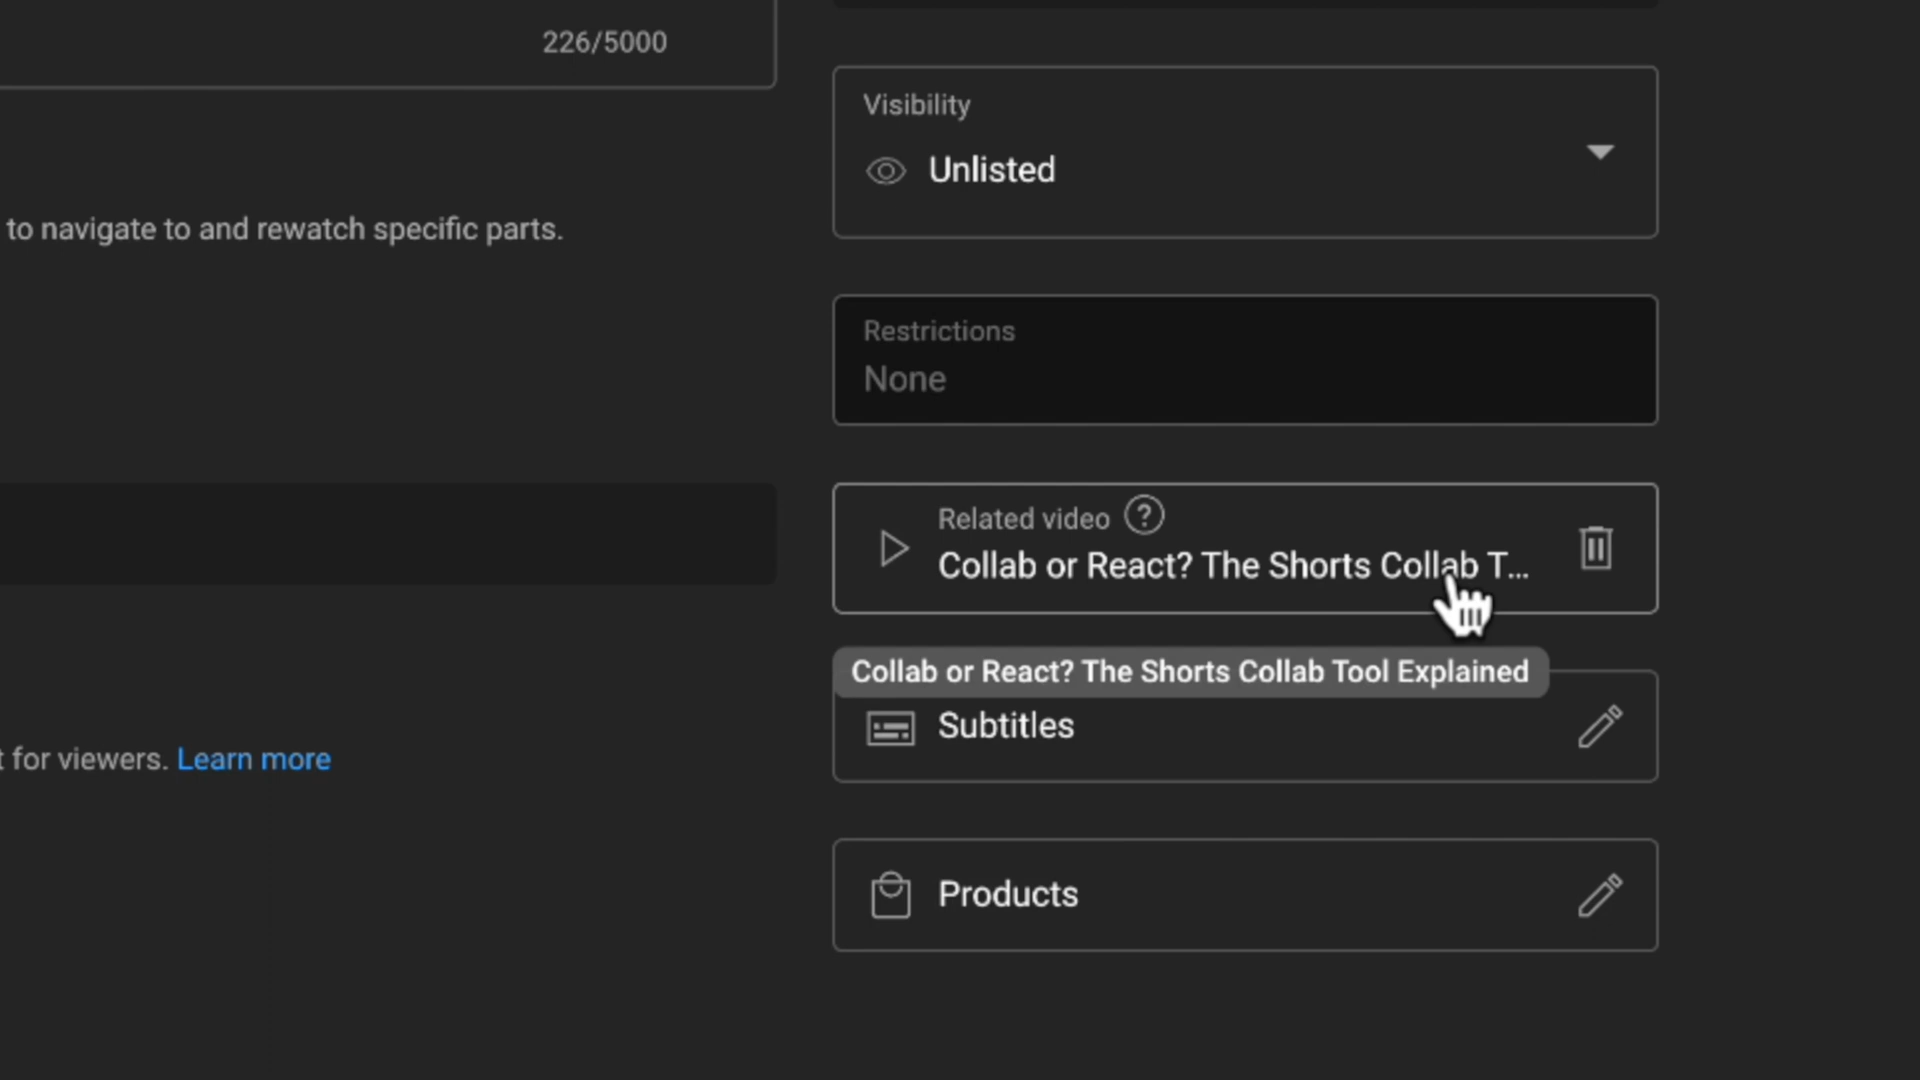 226/5000
Visibility
Unlisted
to navigate to and rewatch specific parts.
Restrictions
None
Related video ?
Collab or React? The Shorts Collab T...
Collab or React? The Shorts Collab Tool Explained
Subtitles
t for viewers. Learn more
Products